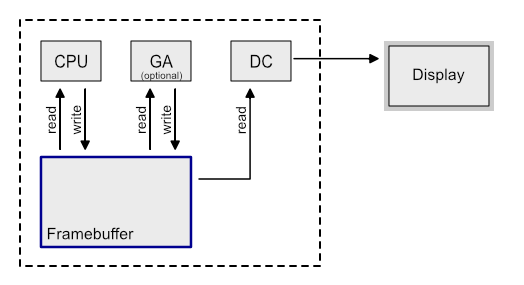 CPU
GA
(optional)
DC
Display
read
write
read
write
read
Framebuffer